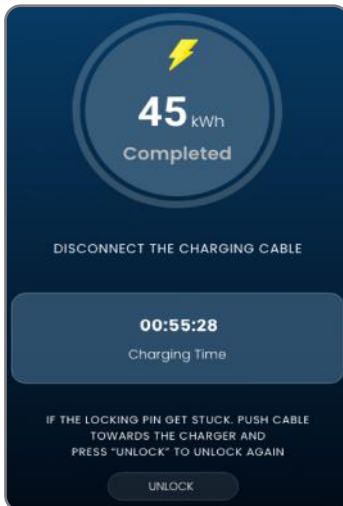 45 kWh
Completed
DISCONNECT THE CHARGING CABLE
00:55:28
Charging Time
IF THE LOCKING PIN GET STUCK. PUSH CABLE
TOWARDS THE CHARGER AND
PRESS “UNLOCK” TO UNLOCK AGAIN
UNLOCK